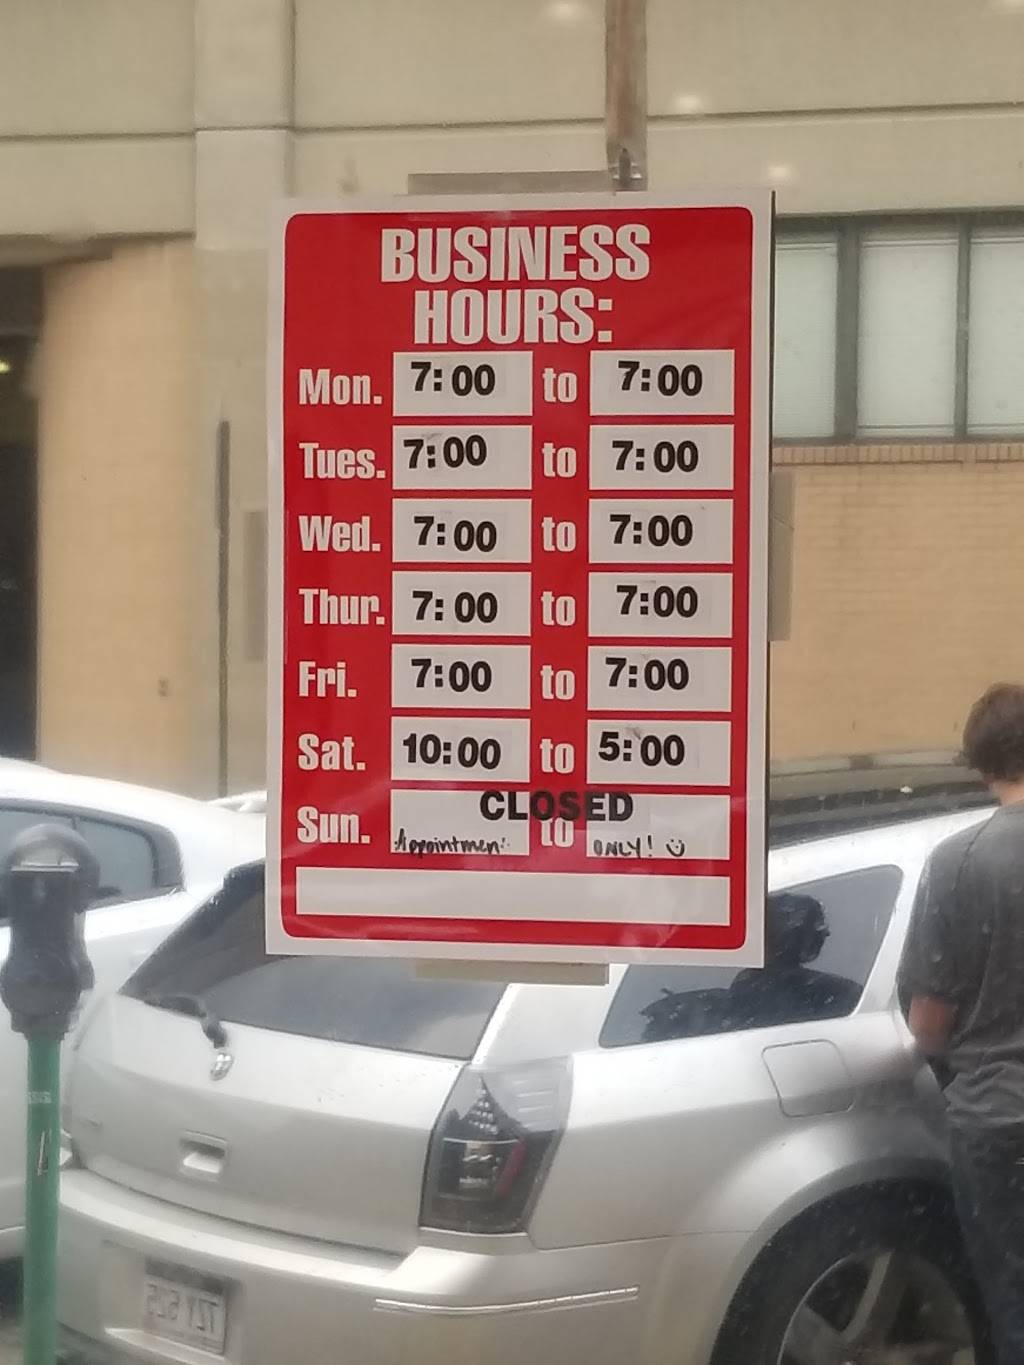 BUSINESS
HOURS:
Mon. 7:00 to 7:00
Tues. 7:00 to 7:00
Wed. 7:00 to 7:00
Thur. 7:00 to 7:00
Fri. 7:00 to 7:00
Sat. 10:00 to 5:00
CLOSED
Sun. Appointment to ONLY! ☺